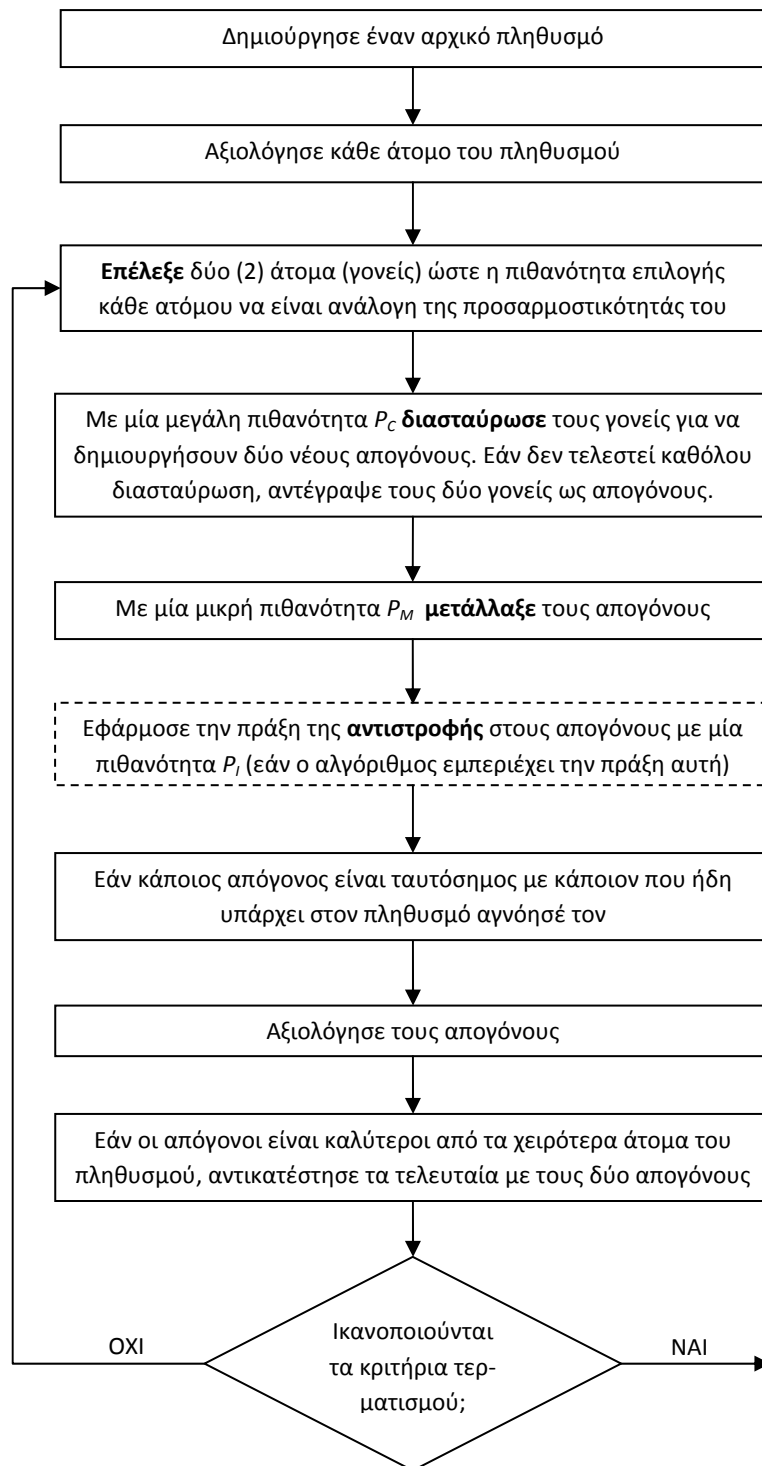 Δημιούργησε έναν αρχικό πληθυσμό
Αξιολόγησε κάθε άτομο του πληθυσμού
Επέλεξε δύο (2) άτομα (γονείς) ώστε η πιθανότητα επιλογής
κάθε ατόμου να είναι ανάλογη της προσαρμοστικότητάς του
Με μία μεγάλη πιθανότητα PC διασταύρωσε τους γονείς για να
δημιουργήσουν δύο νέους απογόνους. Εάν δεν τελεστεί καθόλου
διασταύρωση, αντέγραψε τους δύο γονείς ως απογόνους.
Με μία μικρή πιθανότητα PM μετάλλαξε τους απογόνους
Εφάρμοσε την πράξη της αντιστροφής στους απογόνους με μία
πιθανότητα PI (εάν ο αλγόριθμος εμπεριέχει την πράξη αυτή)
Εάν κάποιος απόγονος είναι ταυτόσημος με κάποιον που ήδη
υπάρχει στον πληθυσμό αγνόησέ τον
Αξιολόγησε τους απογόνους
Εάν οι απόγονοι είναι καλύτεροι από τα χειρότερα άτομα του
πληθυσμού, αντικατέστησε τα τελευταία με τους δύο απογόνους
ΟΧΙ
Ικανοποιούνται
τα κριτήρια τερ-
ματισμού;
ΝΑΙ